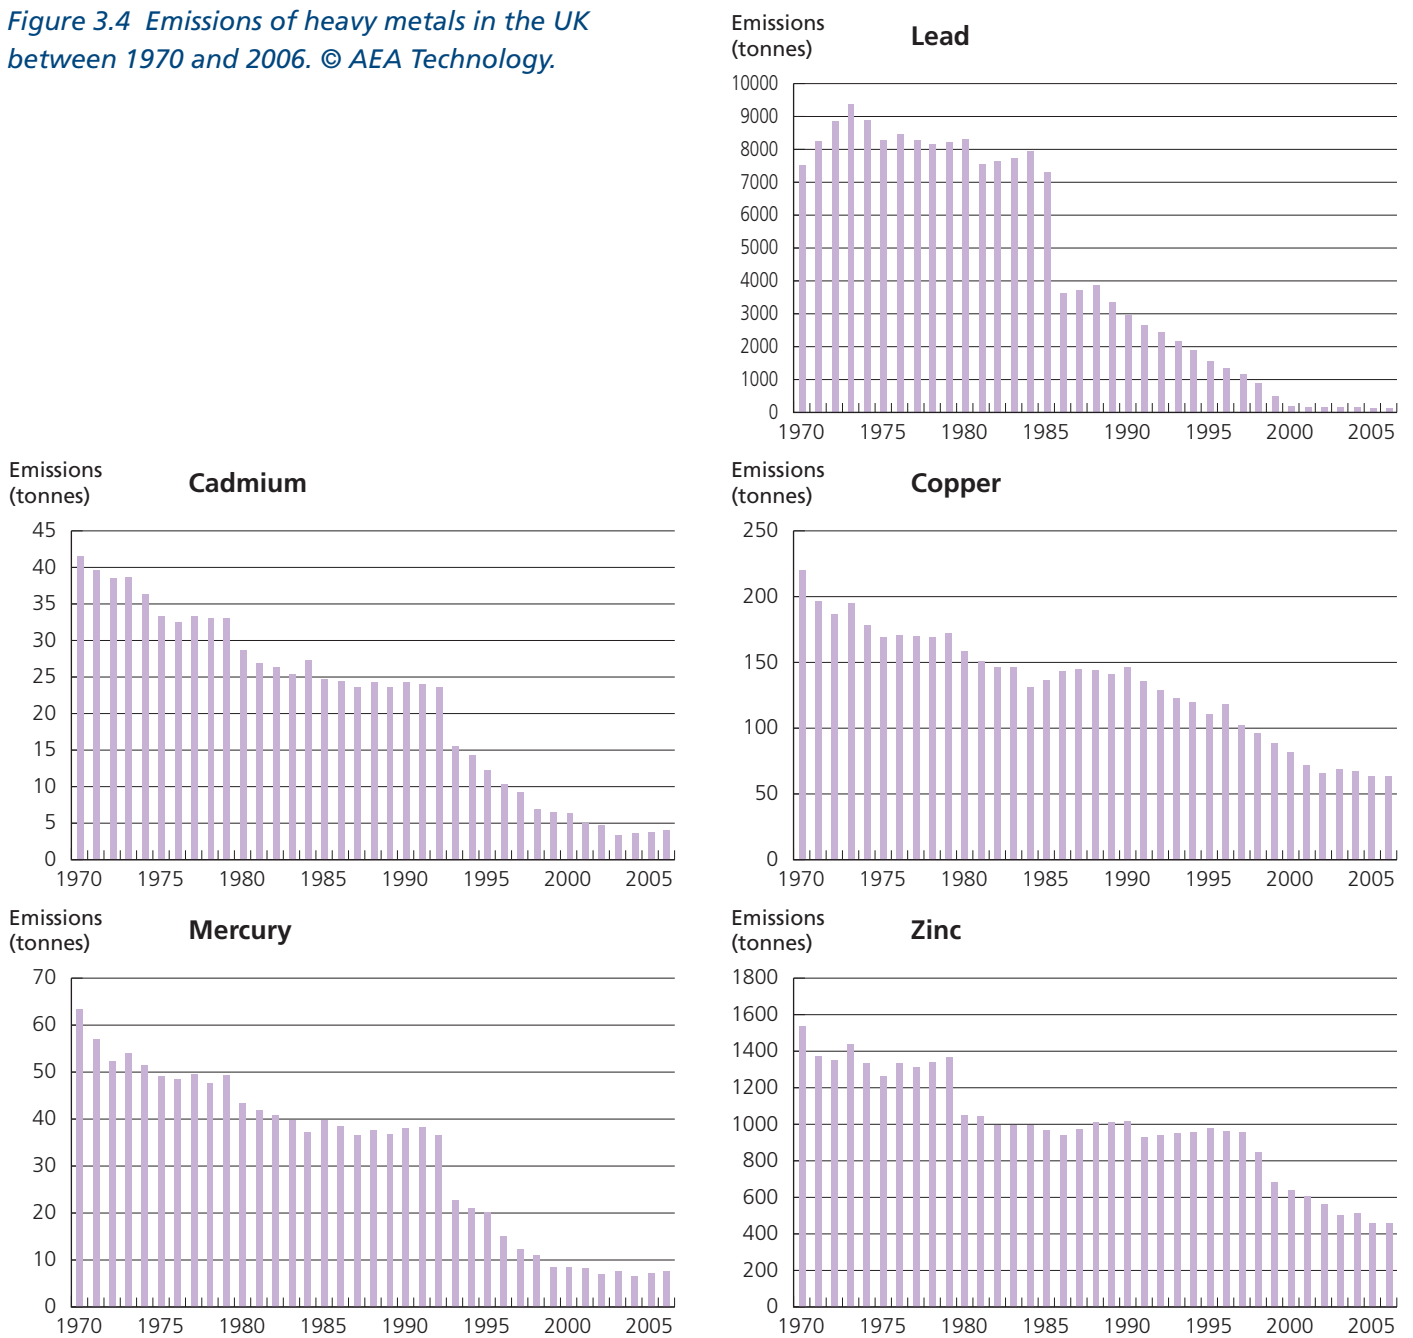 Figure 3.4 Emissions of heavy metals in the UK
between 1970 and 2006. © AEA Technology.
Emissions
(tonnes)
Lead
10000
9000
8000
7000
6000
5000
4000
3000
2000
1000
0
1970 1975 1980 1985 1990 1995 2000 2005
Emissions
(tonnes)
Cadmium
45
40
35
30
25
20
15
10
5
0
1970 1975 1980 1985 1990 1995 2000 2005
Emissions
(tonnes)
Copper
250
200
150
100
50
0
1970 1975 1980 1985 1990 1995 2000 2005
Emissions
(tonnes)
Mercury
70
60
50
40
30
20
10
0
1970 1975 1980 1985 1990 1995 2000 2005
Emissions
(tonnes)
Zinc
1800
1600
1400
1200
1000
800
600
400
200
0
1970 1975 1980 1985 1990 1995 2000 2005